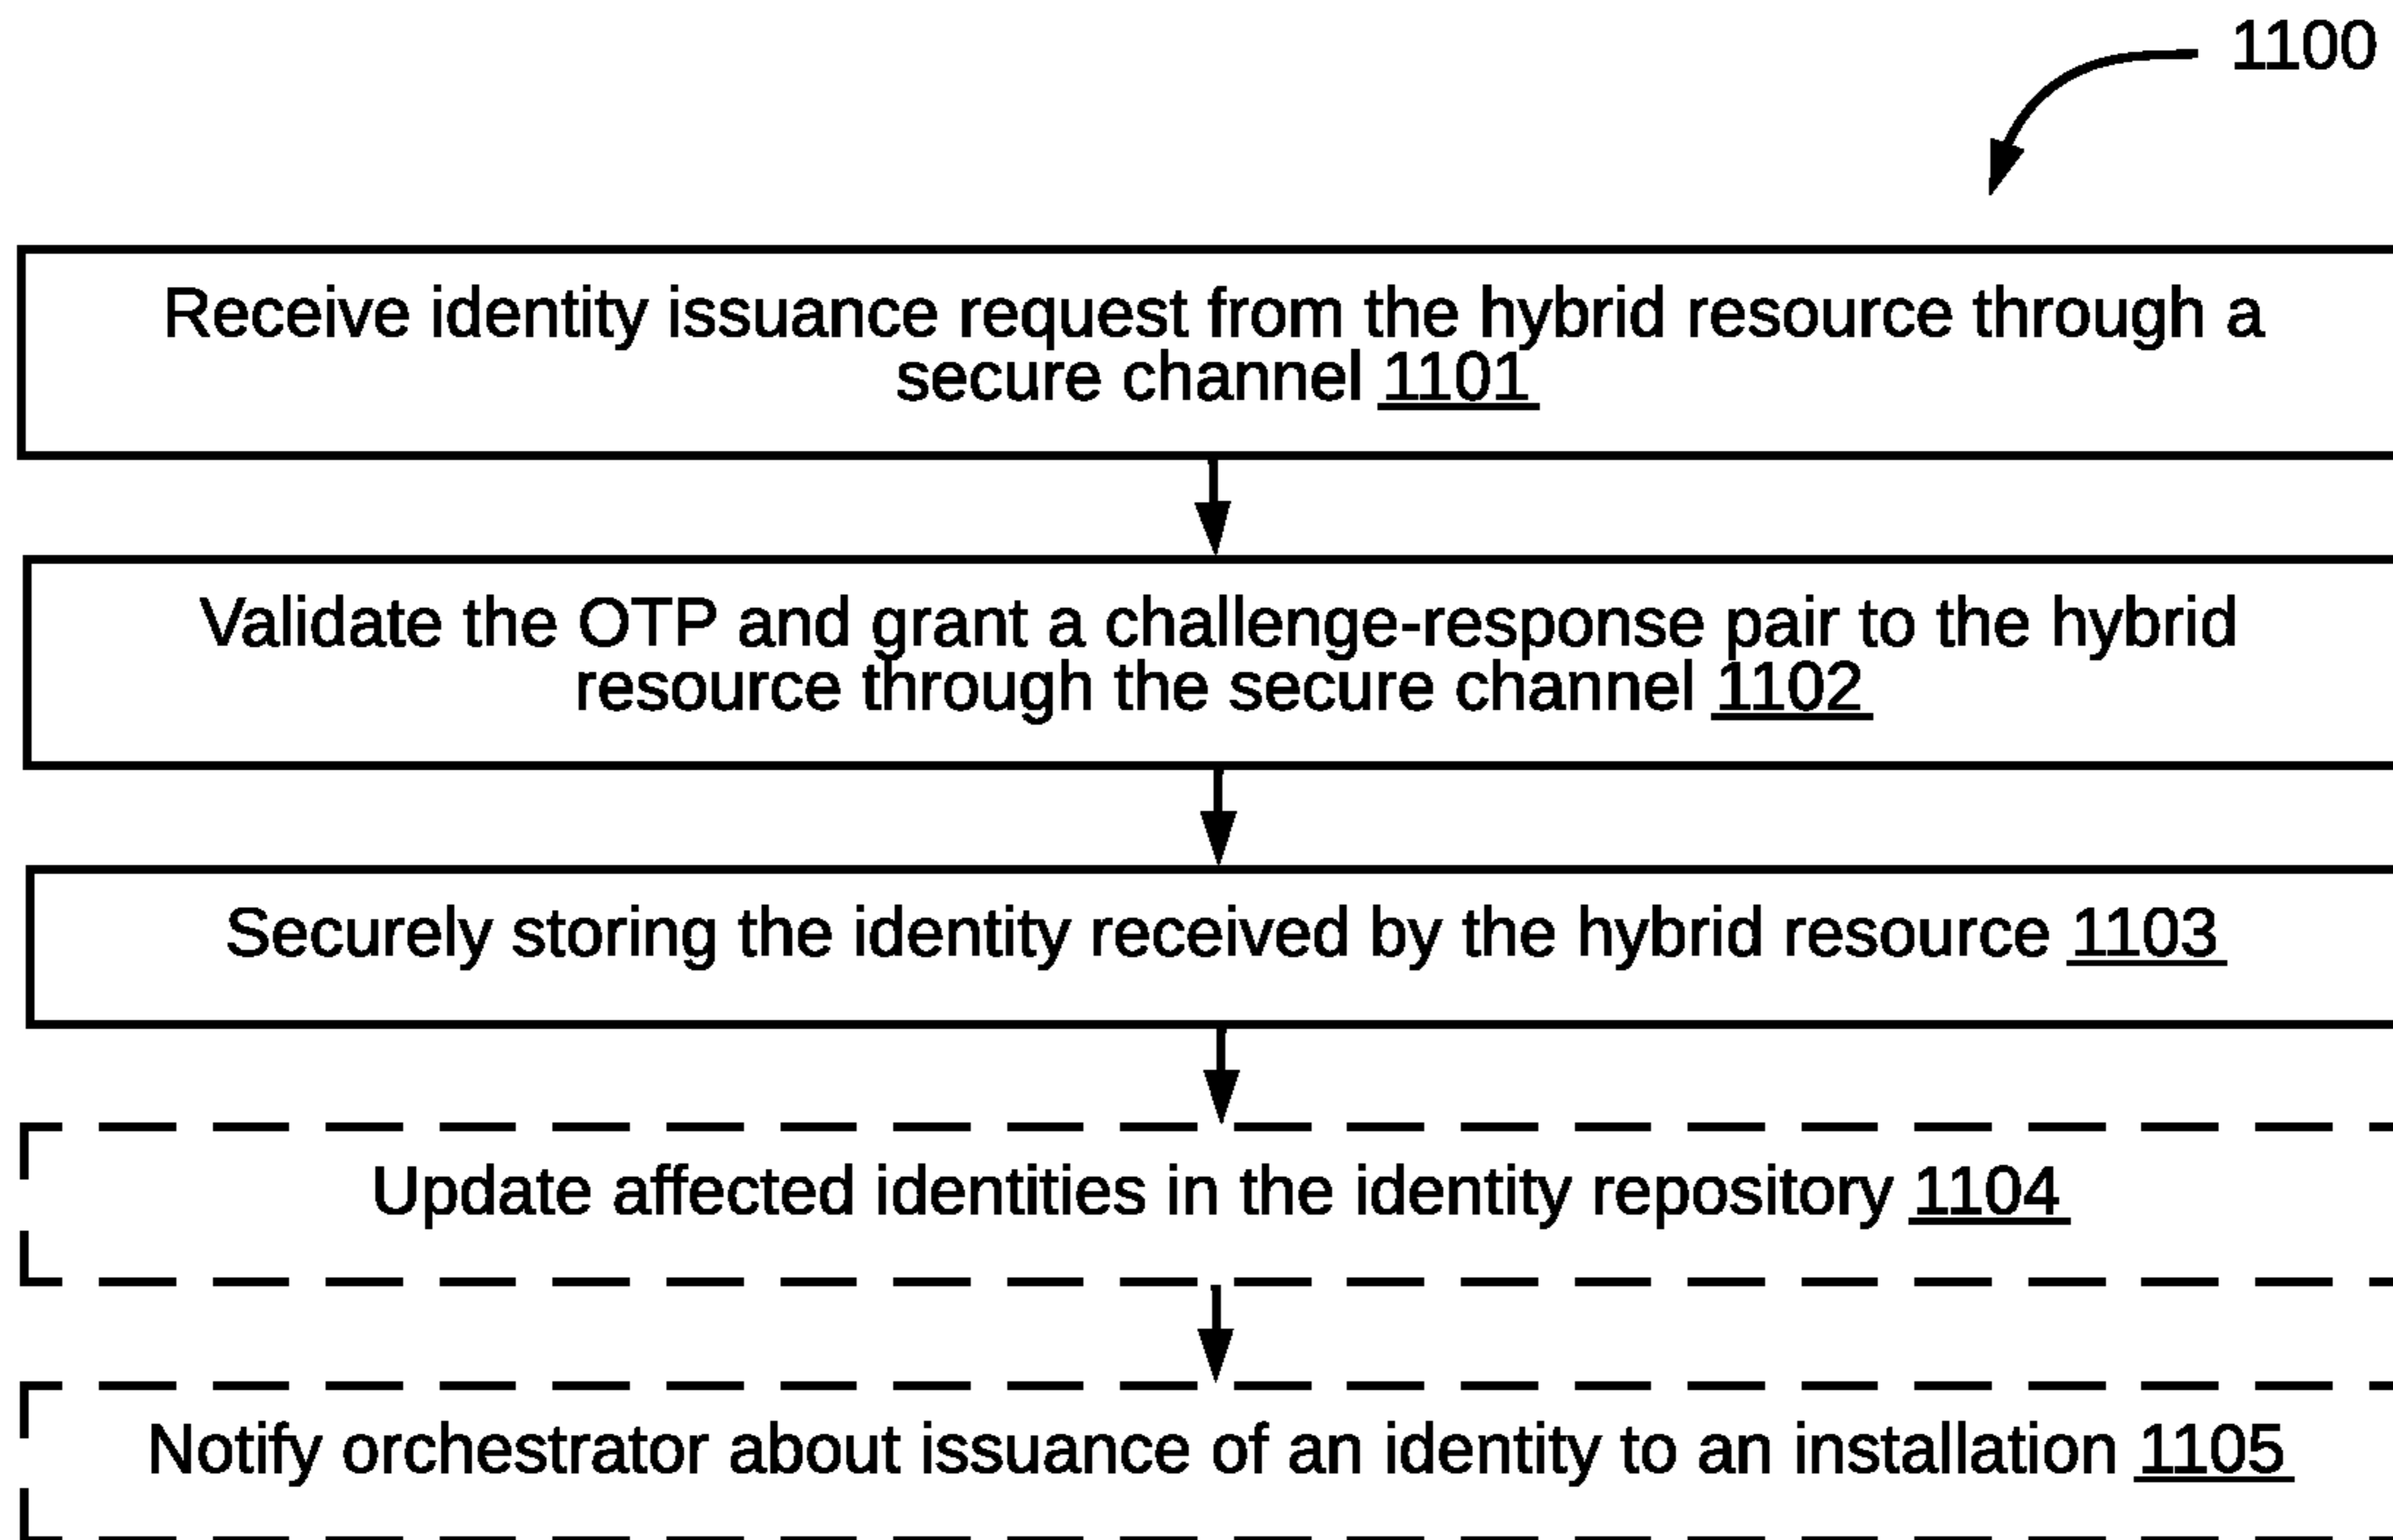 1100
Receive identity issuance request from the hybrid resource through a
secure channel 1101
Validate the OTP and grant a challenge-response pair to the hybrid
resource through the secure channel 1102
Securely storing the identity received by the hybrid resource 1103
Update affected identities in the identity repository 1104
Notify orchestrator about issuance of an identity to an installation 1105